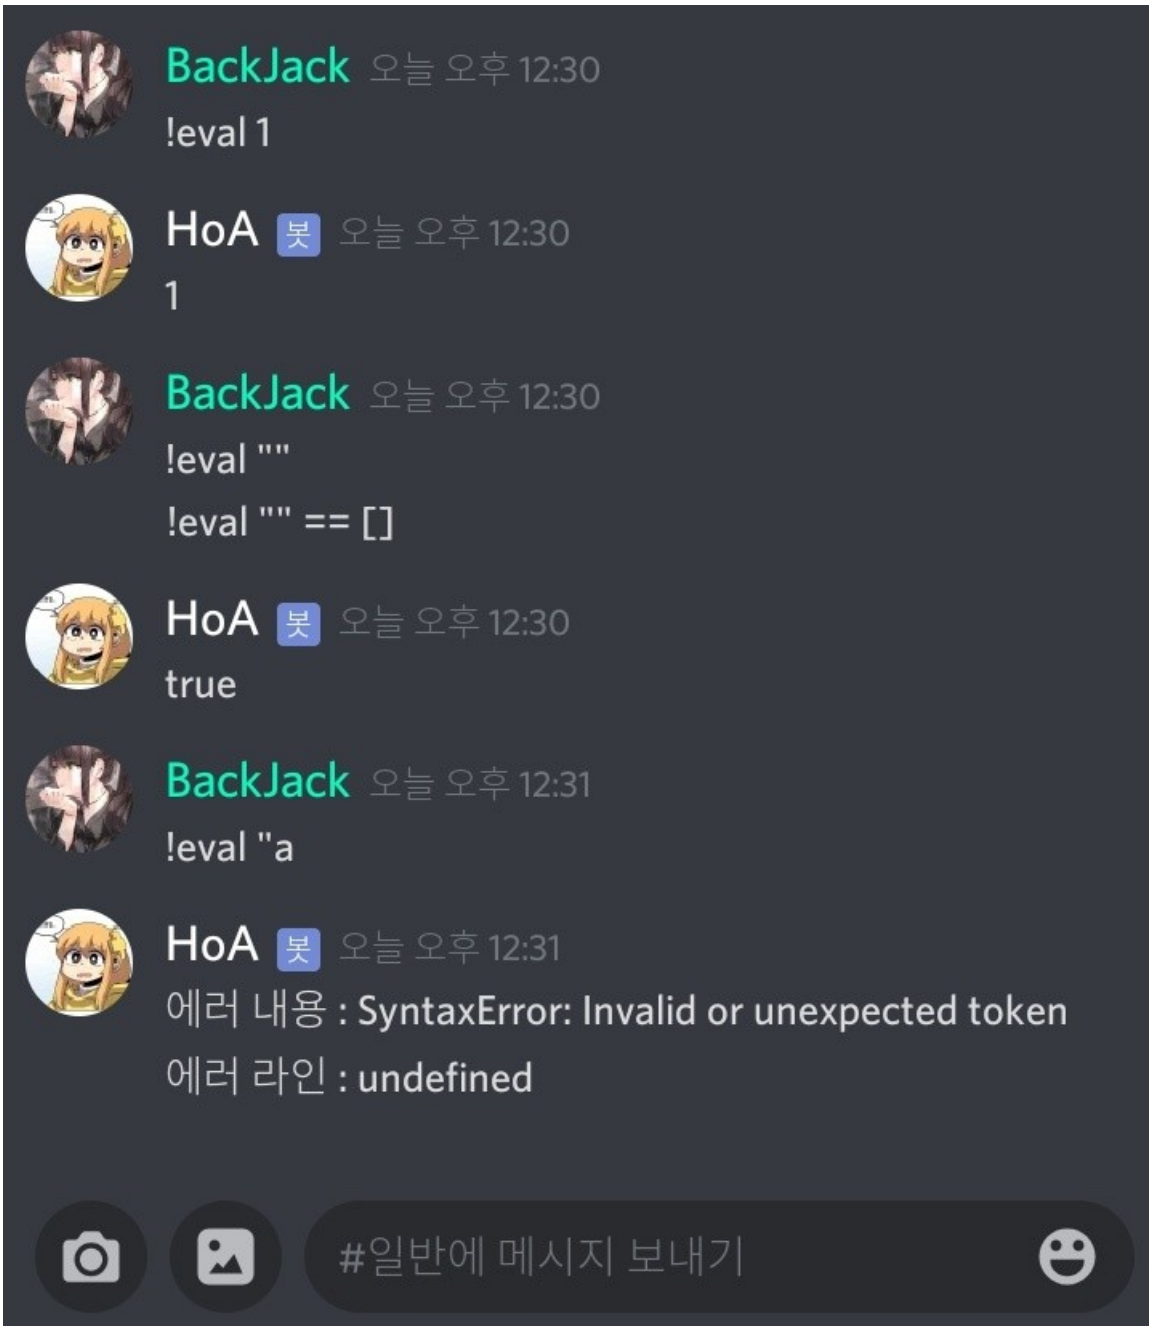 BackJack 오늘 오후 12:30
!eval 1
HoA 봇 오늘 오후 12:30
1
BackJack 오늘 오후 12:30
!eval ""
!eval "" == []
HoA 봇 오늘 오후 12:30
true
BackJack 오늘 오후 12:31
!eval "a
HoA 봇 오늘 오후 12:31
에러 내용 : SyntaxError: Invalid or unexpected token
에러 라인 : undefined
#일반에 메시지 보내기